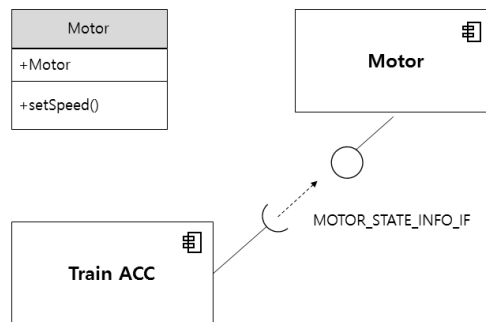 Motor
+Motor
+setSpeed()
Motor
MOTOR_STATE_INFO_IF
Train ACC